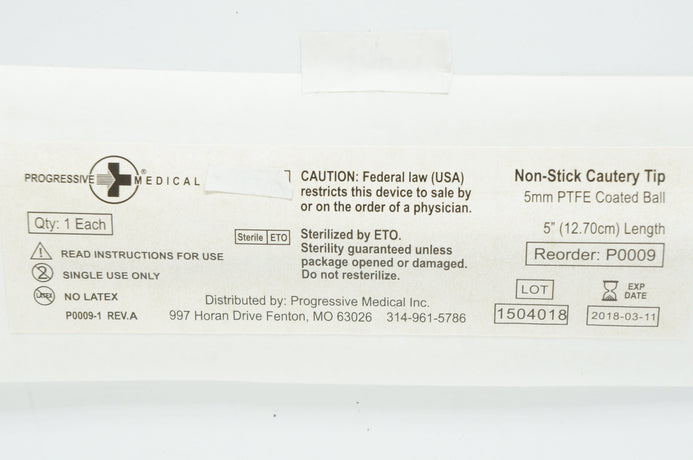 PROGRESSIVE MEDICAL®
Qty: 1 Each
READ INSTRUCTIONS FOR USE
2 SINGLE USE ONLY
LATEX NO LATEX
P0009-1 REV.A
CAUTION: Federal law (USA)
restricts this device to sale by
or on the order of a physician.
Sterile ETO
Sterilized by ETO.
Sterility guaranteed unless
package opened or damaged.
Do not resterilize.
Distributed by: Progressive Medical Inc.
997 Horan Drive Fenton, MO 63026 314-961-5786
Non-Stick Cautery Tip
5mm PTFE Coated Ball
5" (12.70cm) Length
Reorder: P0009
LOT
1504018
EXP
DATE
2018-03-11